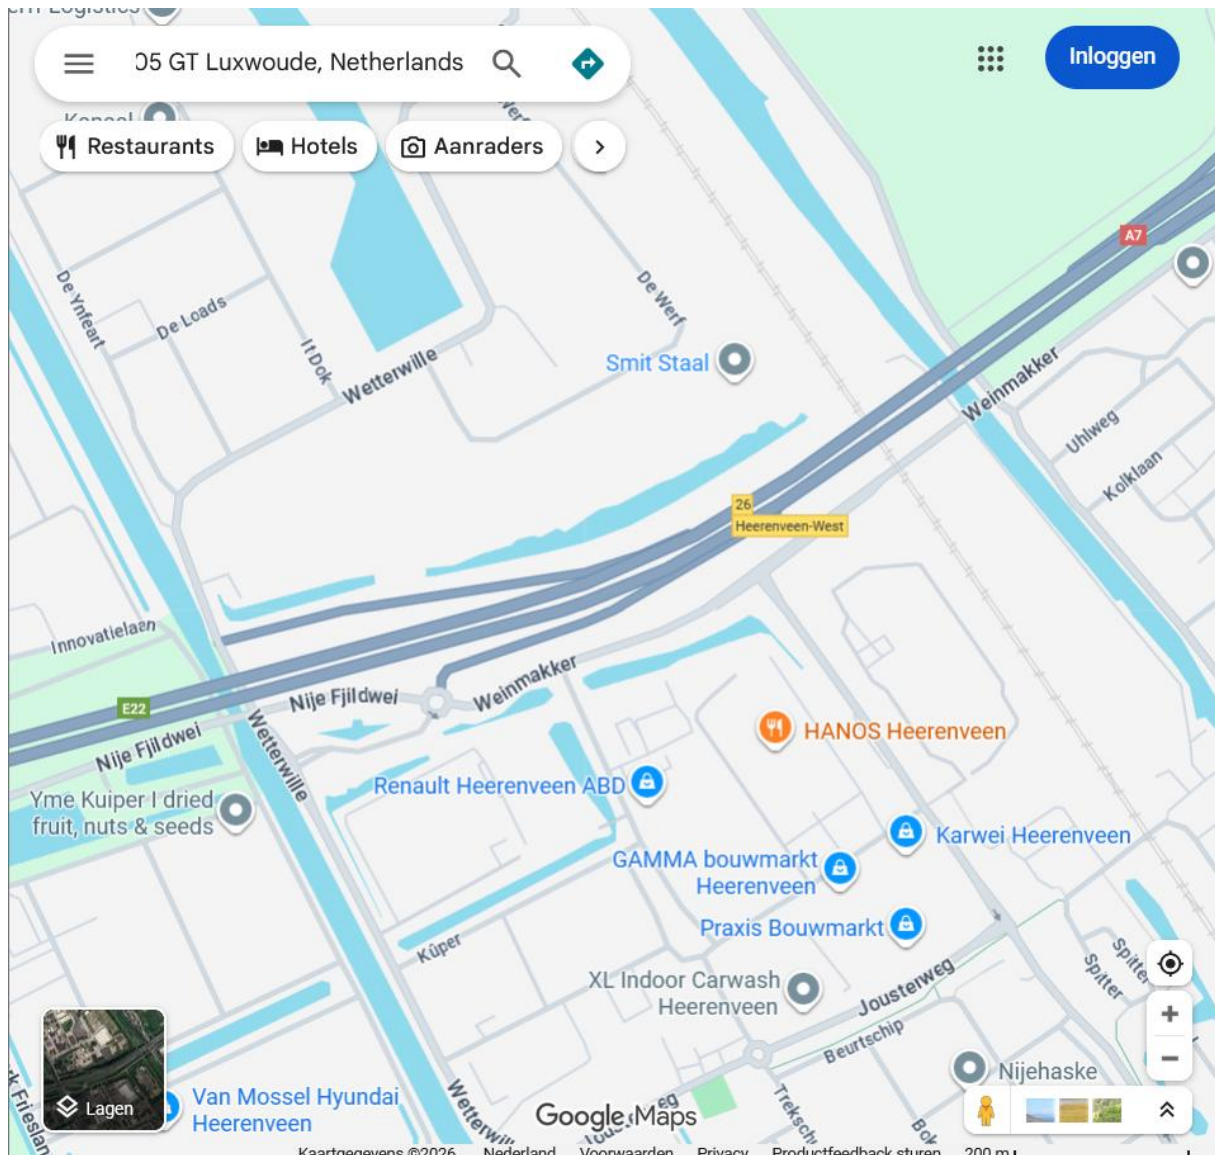 Logistics
05 GT Luxwoude, Netherlands
Inloggen
Kanaal
Restaurants
Hotels
Aanraders
Werf
A7
De Ynfeart
De Loads
It Dok
Wetterwille
De Werf
Smit Staal
Weinmakker
Uhlweg
Kolklaan
26
Heerenveen-West
Innovatielaan
E22
Nije Fjildwei
Nije Fjildwei
Weinmakker
Wetterwille
HANOS Heerenveen
Renault Heerenveen ABD
Yme Kuiper I dried
fruit, nuts & seeds
Karwei Heerenveen
GAMMA bouwmarkt
Heerenveen
Praxis Bouwmarkt
Kûper
XL Indoor Carwash
Heerenveen
Jousterweg
Beurtschip
Spitter
Spitter
Nijehaske
Lagen
Van Mossel Hyundai
Heerenveen
Wetterwille
Google Maps
Kaartgegevens ©2026 Nederland Voorwaarden Privacy Productfeedback sturen 200 m